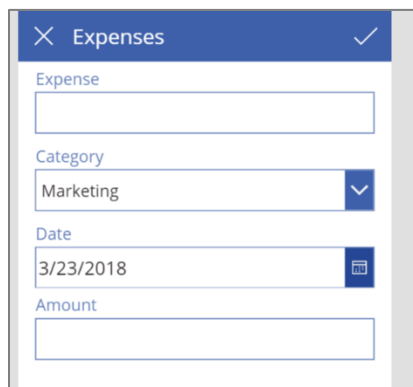 Expenses
Expense
Category
Marketing
Date
3/23/2018
Amount